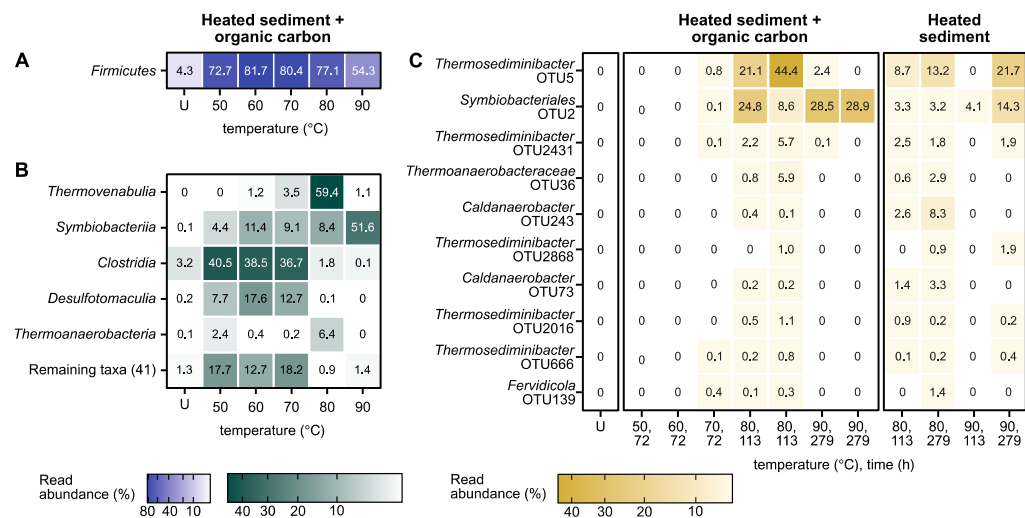 Heated sediment +
organic carbon
A
Firmicutes
4.3 72.7 81.7 80.4 77.1 54.3
U 50 60 70 80 90
temperature (°C)
B
Thermovenabulia 0 0 1.2 3.5 59.4 1.1
Symbiobacteriia 0.1 4.4 11.4 9.1 8.4 51.6
Clostridia 3.2 40.5 38.5 36.7 1.8 0.1
Desulfotomaculia 0.2 7.7 17.6 12.7 0.1 0
Thermoanaerobacteria 0.1 2.4 0.4 0.2 6.4 0
Remaining taxa (41) 1.3 17.7 12.7 18.2 0.9 1.4
U 50 60 70 80 90
temperature (°C)
Read
abundance (%)
80 40 10
40 30 20 10
C
Heated sediment +
organic carbon
Heated
sediment
Thermosediminibacter
OTU5
0 0 0 0.8 21.1 44.4 2.4 0 8.7 13.2 0 21.7
Symbiobacteriales
OTU2
0 0 0 0.1 24.8 8.6 28.5 28.9 3.3 3.2 4.1 14.3
Thermosediminibacter
OTU2431
0 0 0 0.1 2.2 5.7 0.1 0 2.5 1.8 0 1.9
Thermoanaerobacteraceae
OTU36
0 0 0 0 0.8 5.9 0 0 0.6 2.9 0 0
Caldanaerobacter
OTU243
0 0 0 0 0.4 0.1 0 0 2.6 8.3 0 0
Thermosediminibacter
OTU2868
0 0 0 0 0 1.0 0 0 0 0.9 0 1.9
Caldanaerobacter
OTU73
0 0 0 0 0.2 0.2 0 0 1.4 3.3 0 0
Thermosediminibacter
OTU2016
0 0 0 0 0.5 1.1 0 0 0.9 0.2 0 0.2
Thermosediminibacter
OTU666
0 0 0 0.1 0.2 0.8 0 0 0.1 0.2 0 0.4
Fervidicola
OTU139
0 0 0 0.4 0.1 0.3 0 0 0 1.4 0 0
U 50, 60, 70, 80, 80, 90, 90, 80, 80, 90, 90,
72 72 72 113 113 279 279 113 279 113 279
temperature (°C), time (h)
Read
abundance (%)
40 30 20 10